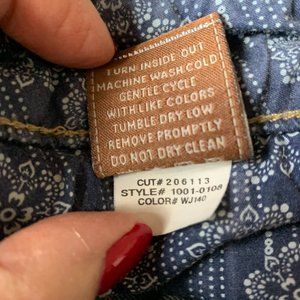 TURN INSIDE OUT
MACHINE WASH COLD
GENTLE CYCLE
WITH LIKE COLORS
TUMBLE DRY LOW
REMOVE PROMPTLY
DO NOT DRY CLEAN
CUT# 206113
STYLE# 1001-0108
COLOR# WJ140